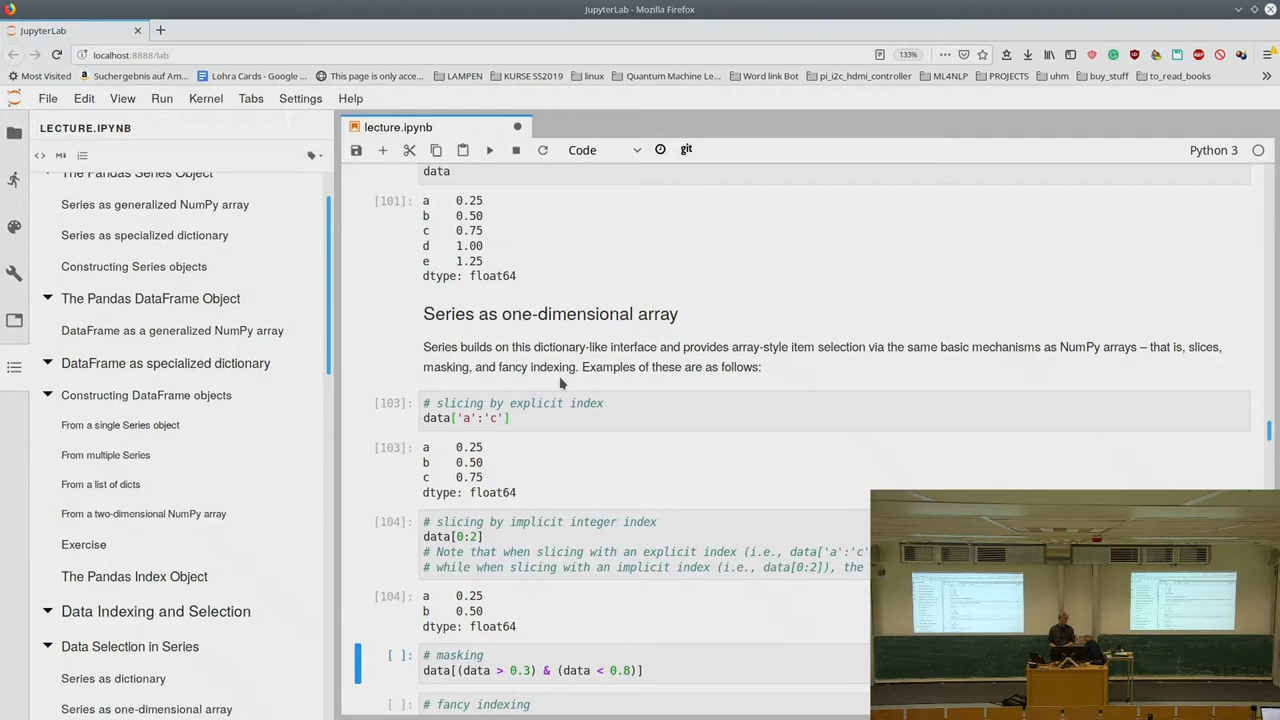 JupyterLab - Mozilla Firefox
JupyterLab
localhost:8888/lab
133%
Most Visited
Suchergebnis auf Am...
Lohra Cards - Google ...
This page is only acce...
LAMPEN
KURSE SS2019
linux
Quantum Machine Le...
Word link Bot
pi_i2c_hdmi_controller
ML4NLP
PROJECTS
uhm
buy_stuff
to_read_books
File Edit View Run Kernel Tabs Settings Help
LECTURE.IPYNB
The Pandas Series Object
Series as generalized NumPy array
Series as specialized dictionary
Constructing Series objects
The Pandas DataFrame Object
DataFrame as a generalized NumPy array
DataFrame as specialized dictionary
Constructing DataFrame objects
From a single Series object
From multiple Series
From a list of dicts
From a two-dimensional NumPy array
Exercise
The Pandas Index Object
Data Indexing and Selection
Data Selection in Series
Series as dictionary
Series as one-dimensional array
lecture.ipynb
Code
git
Python 3
data
[101]: a 0.25
b 0.50
c 0.75
d 1.00
e 1.25
dtype: float64
Series as one-dimensional array
Series builds on this dictionary-like interface and provides array-style item selection via the same basic mechanisms as NumPy arrays – that is, slices,
masking, and fancy indexing. Examples of these are as follows:
[103]: # slicing by explicit index
data['a':'c']
[103]: a 0.25
b 0.50
c 0.75
dtype: float64
[104]: # slicing by implicit integer index
data[0:2]
# Note that when slicing with an explicit index (i.e., data['a':'c'
# while when slicing with an implicit index (i.e., data[0:2]), the
[104]: a 0.25
b 0.50
dtype: float64
[ ]: # masking
data[(data > 0.3) & (data < 0.8)]
[ ]: # fancy indexing